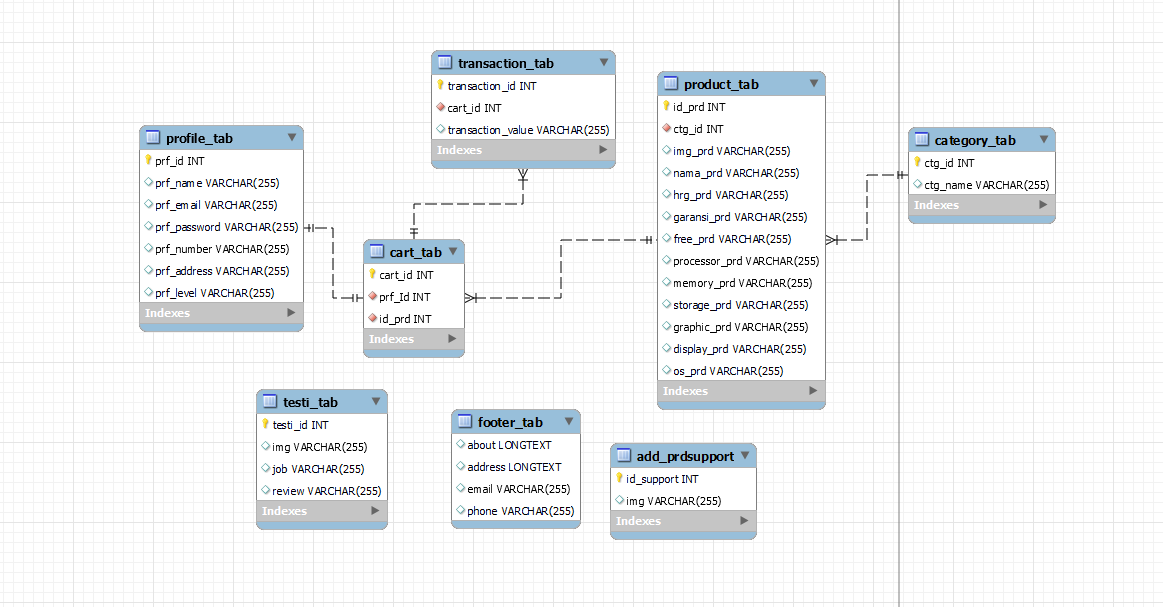 transaction_tab
transaction_id INT
cart_id INT
transaction_value VARCHAR(255)
Indexes
product_tab
id_prd INT
ctg_id INT
img_prd VARCHAR(255)
nama_prd VARCHAR(255)
hrg_prd VARCHAR(255)
garansi_prd VARCHAR(255)
free_prd VARCHAR(255)
processor_prd VARCHAR(255)
memory_prd VARCHAR(255)
storage_prd VARCHAR(255)
graphic_prd VARCHAR(255)
display_prd VARCHAR(255)
os_prd VARCHAR(255)
Indexes
profile_tab
prf_id INT
prf_name VARCHAR(255)
prf_email VARCHAR(255)
prf_password VARCHAR(255)
prf_number VARCHAR(255)
prf_address VARCHAR(255)
prf_level VARCHAR(255)
Indexes
category_tab
ctg_id INT
ctg_name VARCHAR(255)
Indexes
cart_tab
cart_id INT
prf_Id INT
id_prd INT
Indexes
testi_tab
testi_id INT
img VARCHAR(255)
job VARCHAR(255)
review VARCHAR(255)
Indexes
footer_tab
about LONGTEXT
address LONGTEXT
email VARCHAR(255)
phone VARCHAR(255)
add_prdsupport
id_support INT
img VARCHAR(255)
Indexes